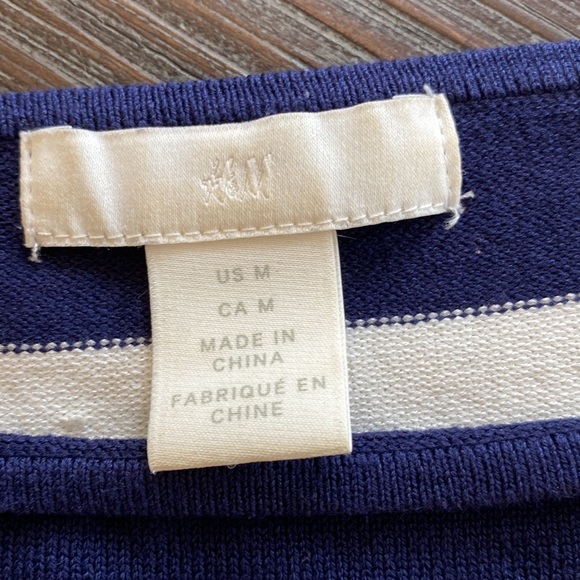 H&M
US M
CA M
MADE IN
CHINA
FABRIQUÉ EN
CHINE